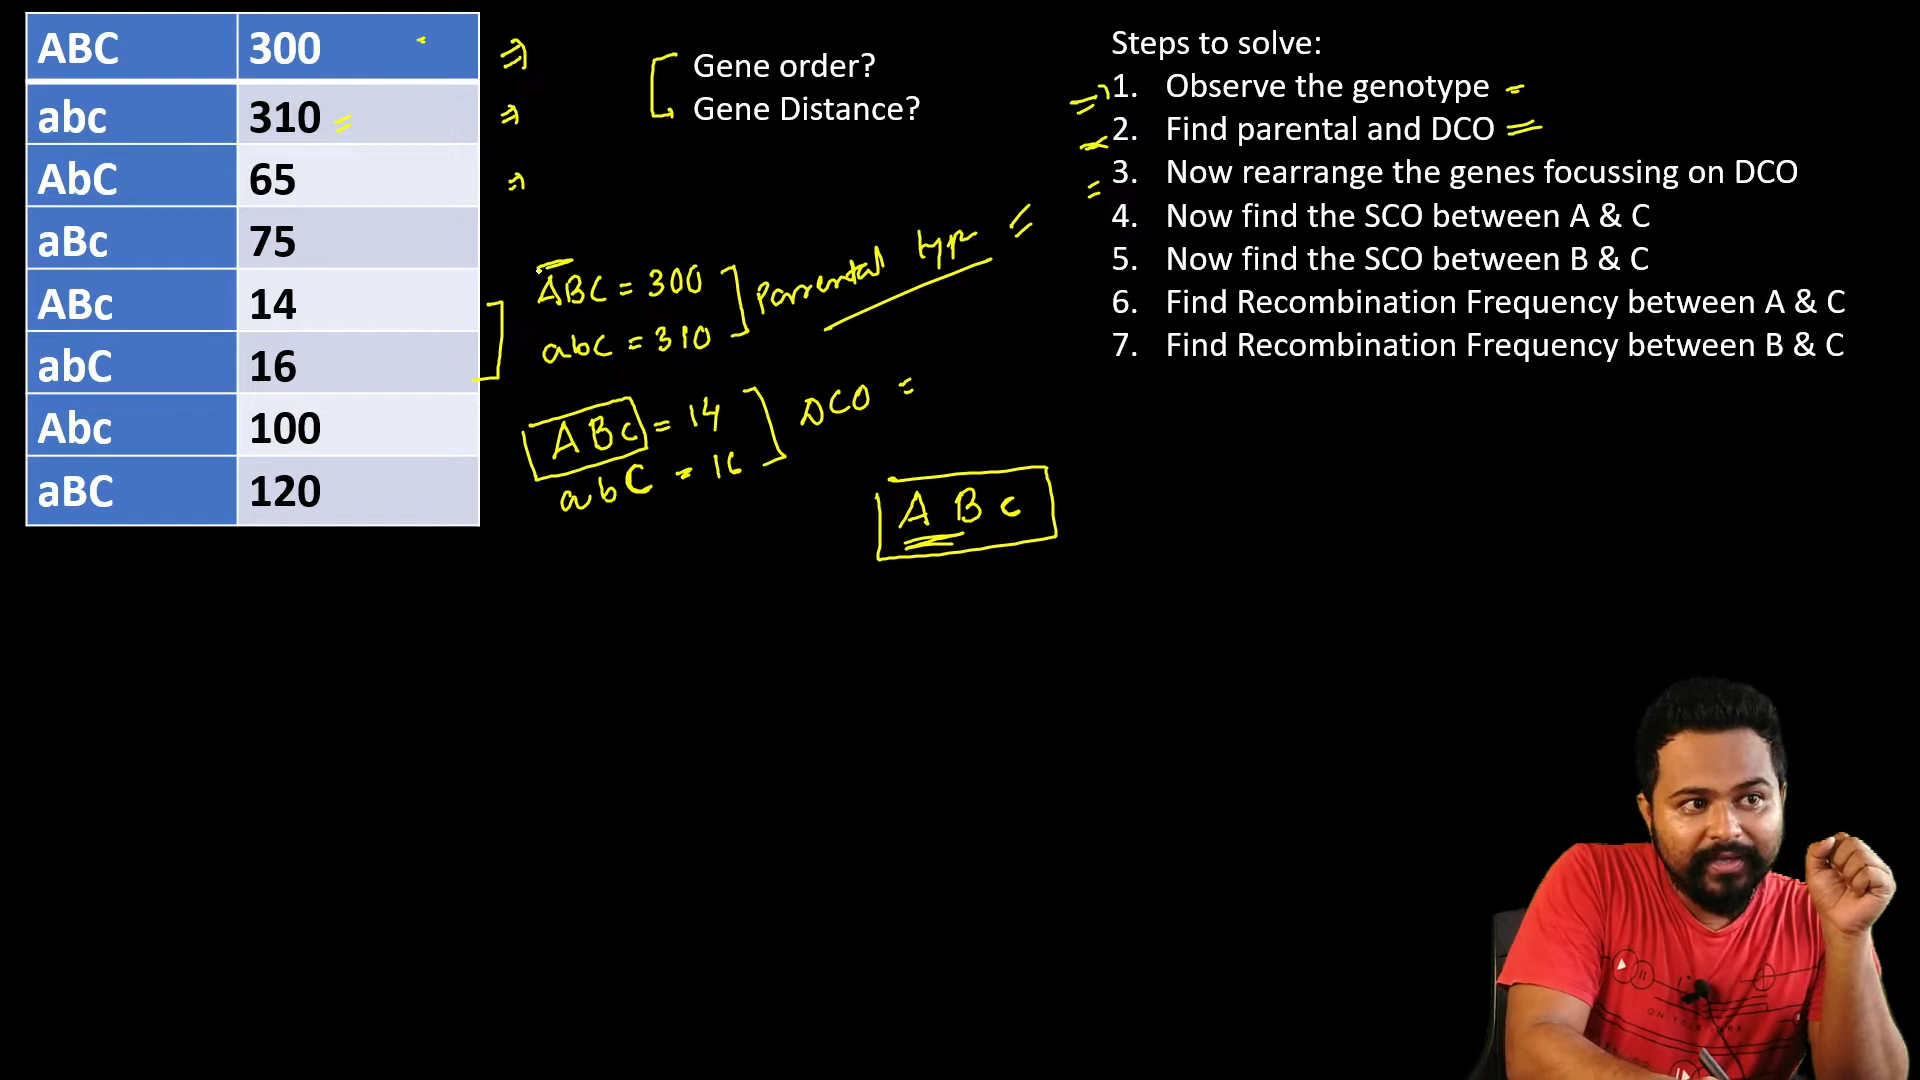 ABC 300
abc 310
AbC 65
aBc 75
ABc 14
abC 16
Abc 100
aBC 120
Gene order?
Gene Distance?
ABC = 300
abc = 310
Parental type
ABc = 14
abC = 16
DCO =
ABc
Steps to solve:
1. Observe the genotype
2. Find parental and DCO
3. Now rearrange the genes focussing on DCO
4. Now find the SCO between A & C
5. Now find the SCO between B & C
6. Find Recombination Frequency between A & C
7. Find Recombination Frequency between B & C